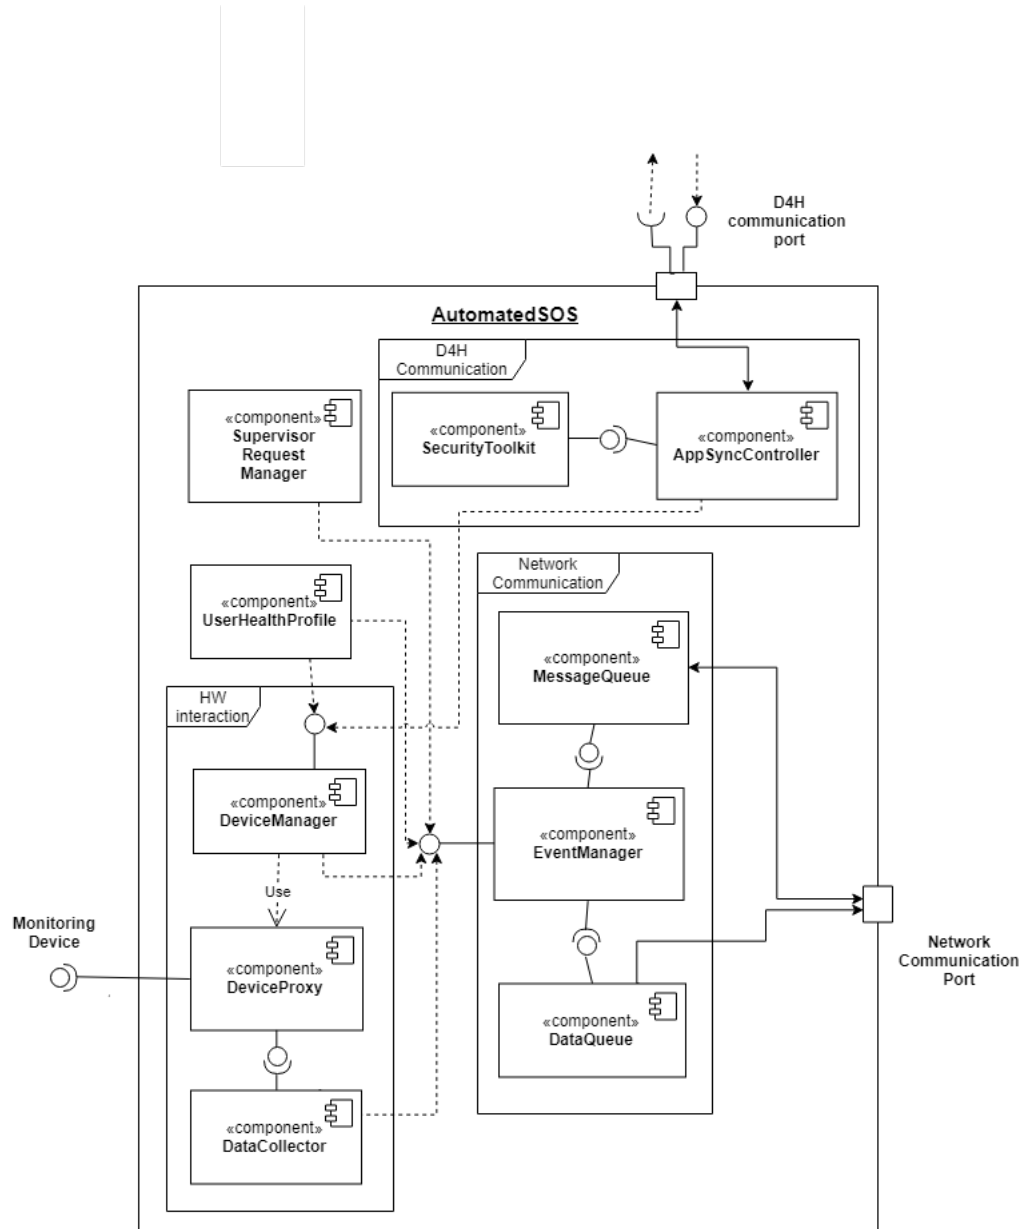 D4H
communication
port
AutomatedSOS
D4H
Communication
«component»
Supervisor
Request
Manager
«component»
SecurityToolkit
«component»
AppSyncController
Network
Communication
«component»
UserHealthProfile
«component»
MessageQueue
HW
interaction
«component»
DeviceManager
«component»
EventManager
Use
Monitoring
Device
«component»
DeviceProxy
Network
Communication
Port
«component»
DataQueue
«component»
DataCollector